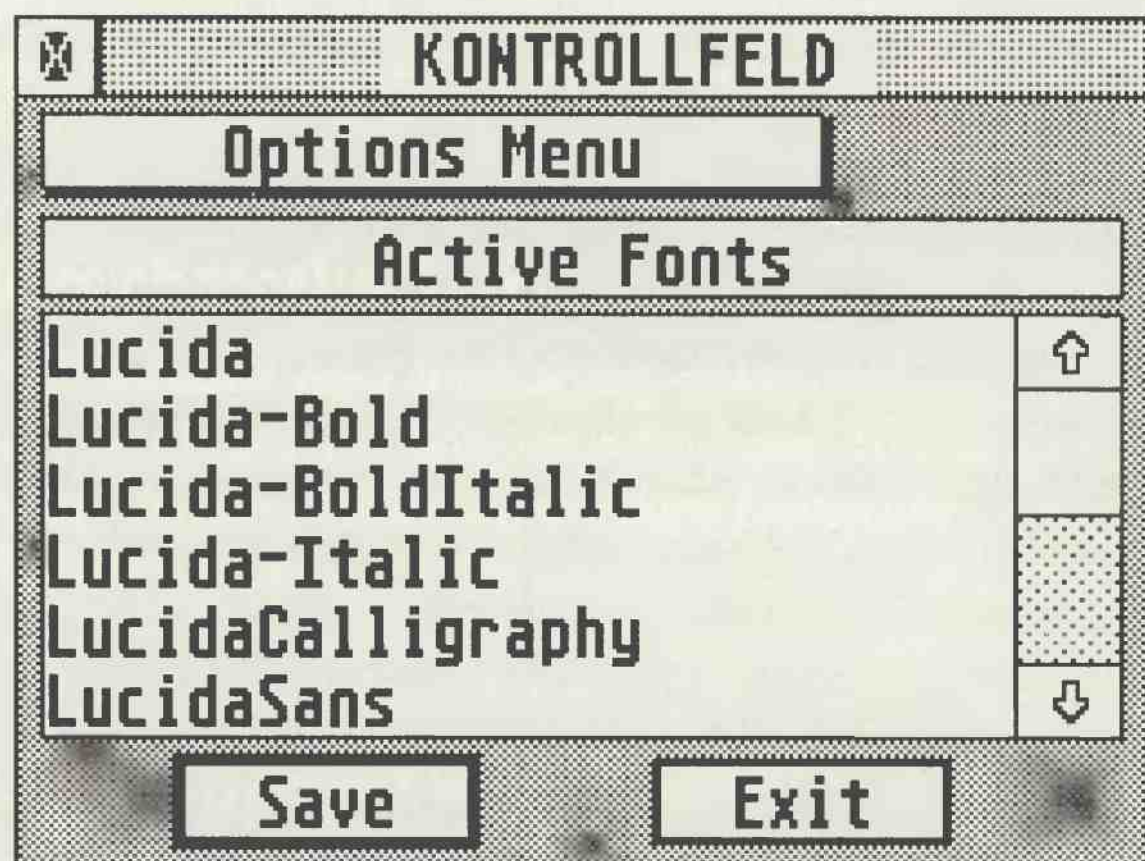 KONTROLLFELD
Options Menu
Active Fonts
Lucida
Lucida-Bold
Lucida-BoldItalic
Lucida-Italic
LucidaCalligraphy
LucidaSans
Save
Exit